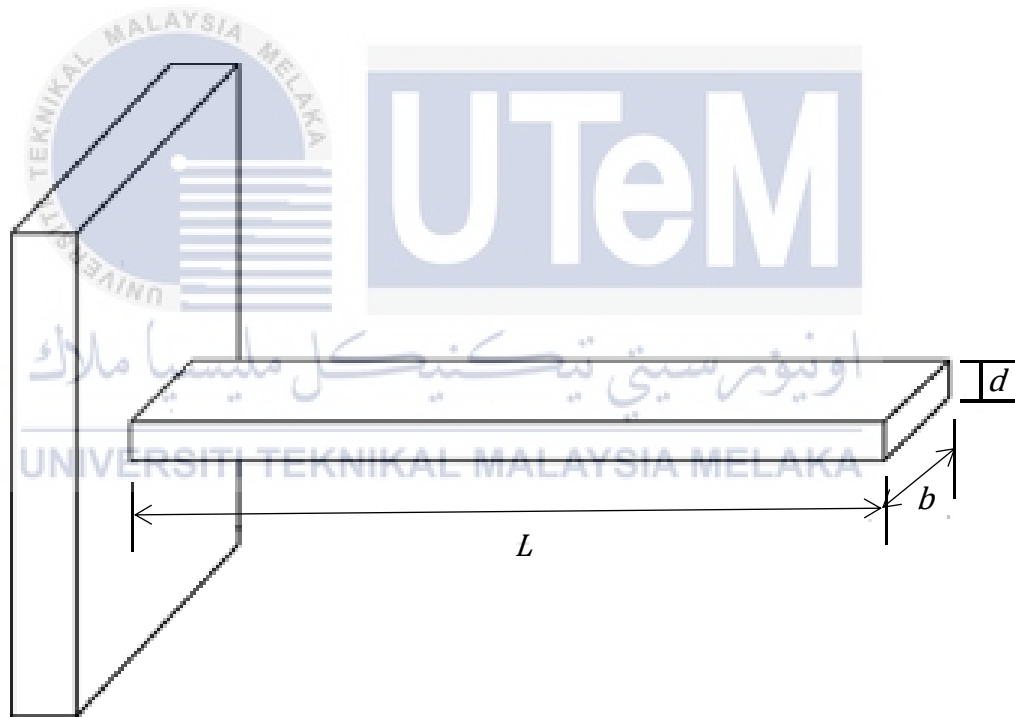 UNIVERSITI TEKNIKAL MALAYSIA MELAKA
UTeM
اونيۏرسيتي تيكنيكل مليسيا ملاك
UNIVERSITI TEKNIKAL MALAYSIA MELAKA
d
b
L